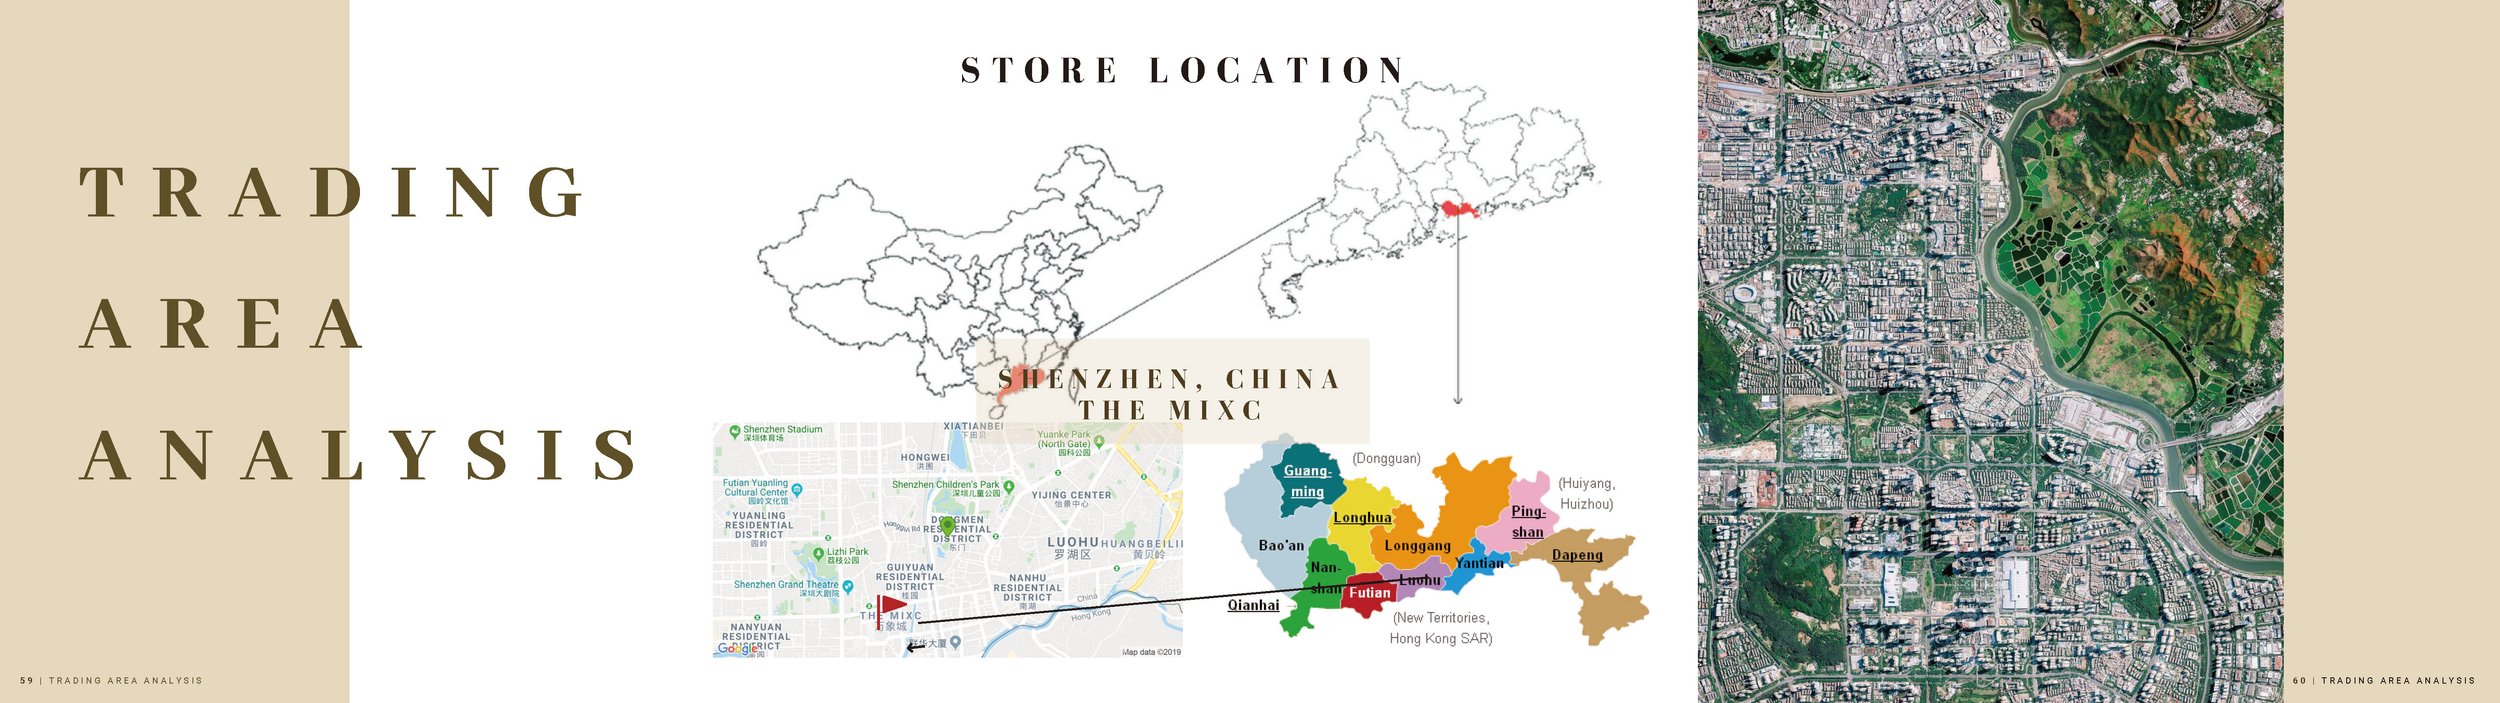 TRADING
AREA
ANALYSIS
59 | TRADING AREA ANALYSIS
STORE LOCATION
SHENZHEN, CHINA
THE MIXC
Shenzhen Stadium
深圳体育场
XIATIANBEI
下田贝
Yuanke Park
(North Gate)
园科公园
HONGWEI
洪围
Futian Yuanling
Cultural Center
园岭文化馆
Shenzhen Children's Park
深圳儿童公园
YIJING CENTER
怡景中心
YUANLING
RESIDENTIAL
DISTRICT
园岭
Honggui Rd
DONGMEN
RESIDENTIAL
DISTRICT
东门
LUOHU
罗湖区
HUANGBEILII
黄贝岭
Lizhi Park
荔枝公园
GUIYUAN
RESIDENTIAL
DISTRICT
桂园
Shenzhen Grand Theatre
深圳大剧院
NANHU
RESIDENTIAL
DISTRICT
南湖
China
Hong Kong
THE MIXC
万象城
NANYUAN
RESIDENTIAL
DISTRICT
南园
Google
群华大厦
Map data ©2019
Guang-
ming
(Dongguan)
Longhua
Bao'an
Longgang
Ping-
shan
(Huiyang,
Huizhou)
Dapeng
Yantian
Nan-
shan
Luohu
Futian
Qianhai
(New Territories,
Hong Kong SAR)
60 | TRADING AREA ANALYSIS